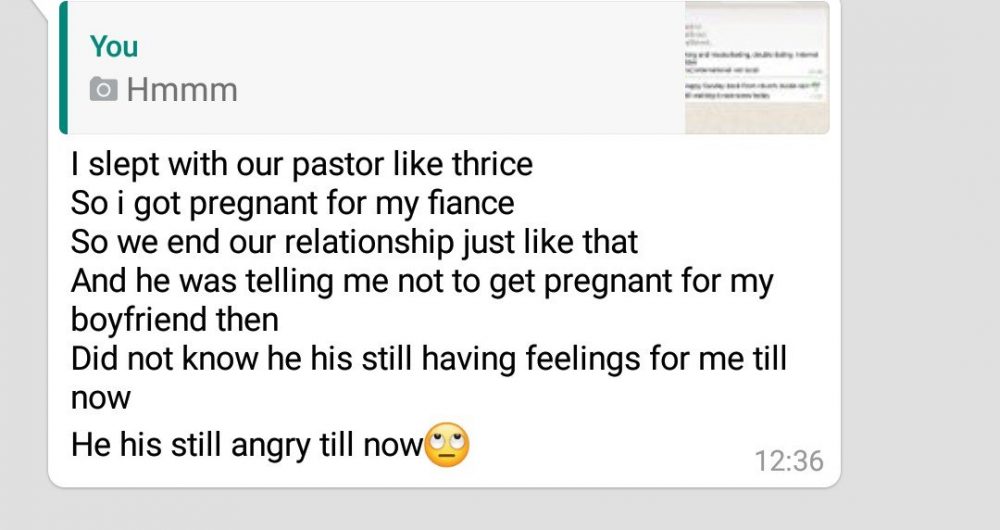 You
Hmmm
I slept with our pastor like thrice
So i got pregnant for my fiance
So we end our relationship just like that
And he was telling me not to get pregnant for my
boyfriend then
Did not know he his still having feelings for me till
now
He his still angry till now🙄
12:36